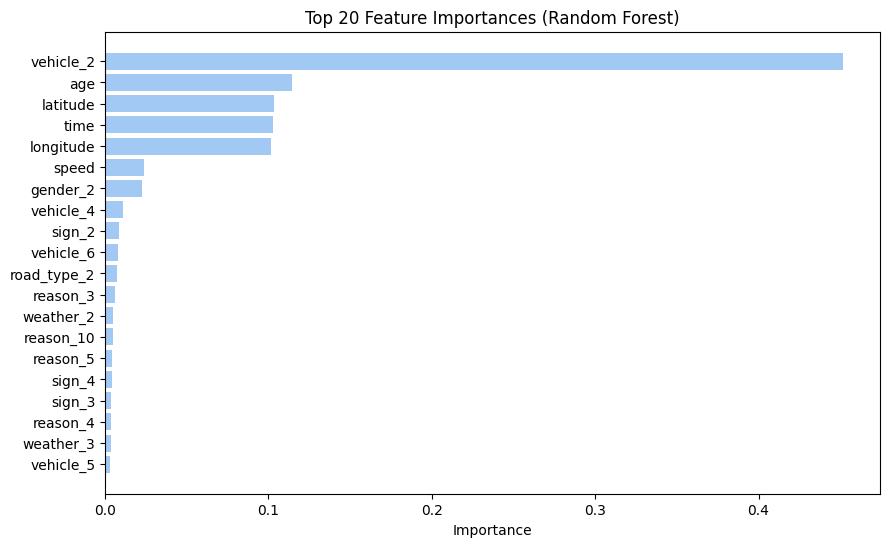 Top 20 Feature Importances (Random Forest)
vehicle_2
age
latitude
time
longitude
speed
gender_2
vehicle_4
sign_2
vehicle_6
road_type_2
reason_3
weather_2
reason_10
reason_5
sign_4
sign_3
reason_4
weather_3
vehicle_5
0.0 0.1 0.2 0.3 0.4
Importance